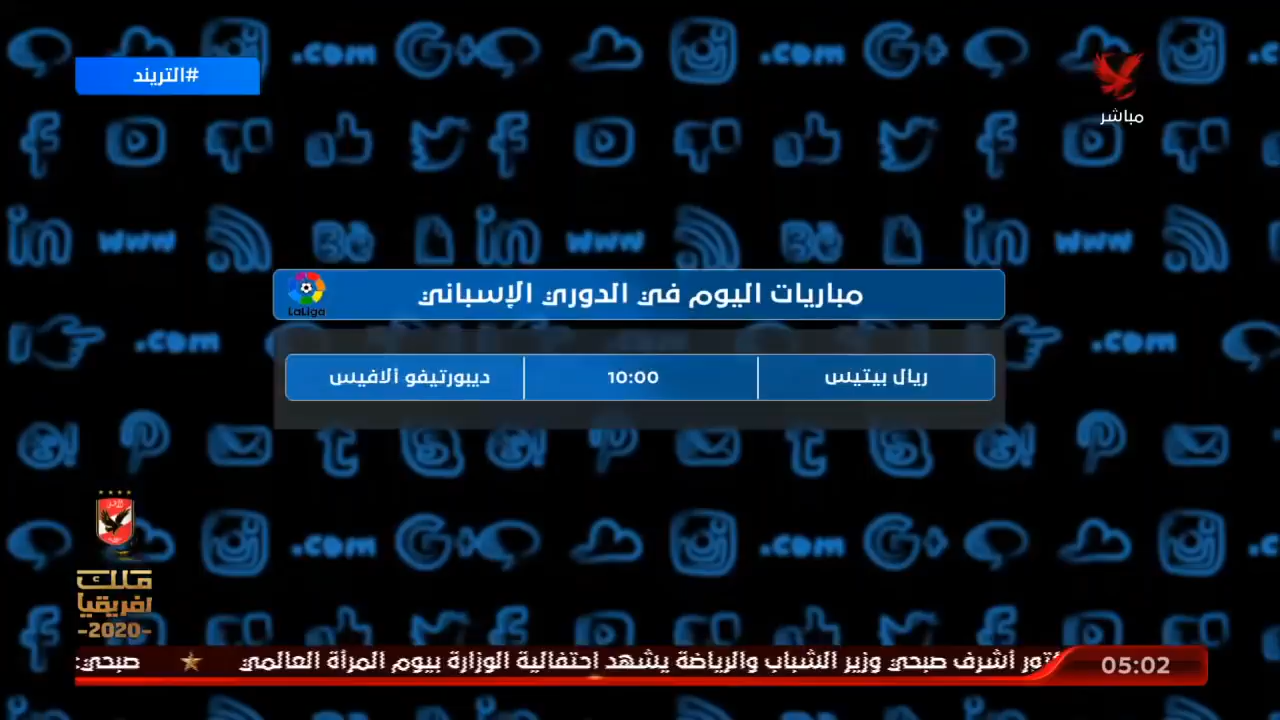 #التريند
مباشر
مباريات اليوم في الدوري الإسباني
LaLiga
ريال بيتيس
10:00
ديبورتيفو ألافيس
ملك
افريقيا
-2020-
أشرف صبحي وزير الشباب والرياضة يشهد احتفالية الوزارة بيوم المرأة العالمي
صبحي:
05:02